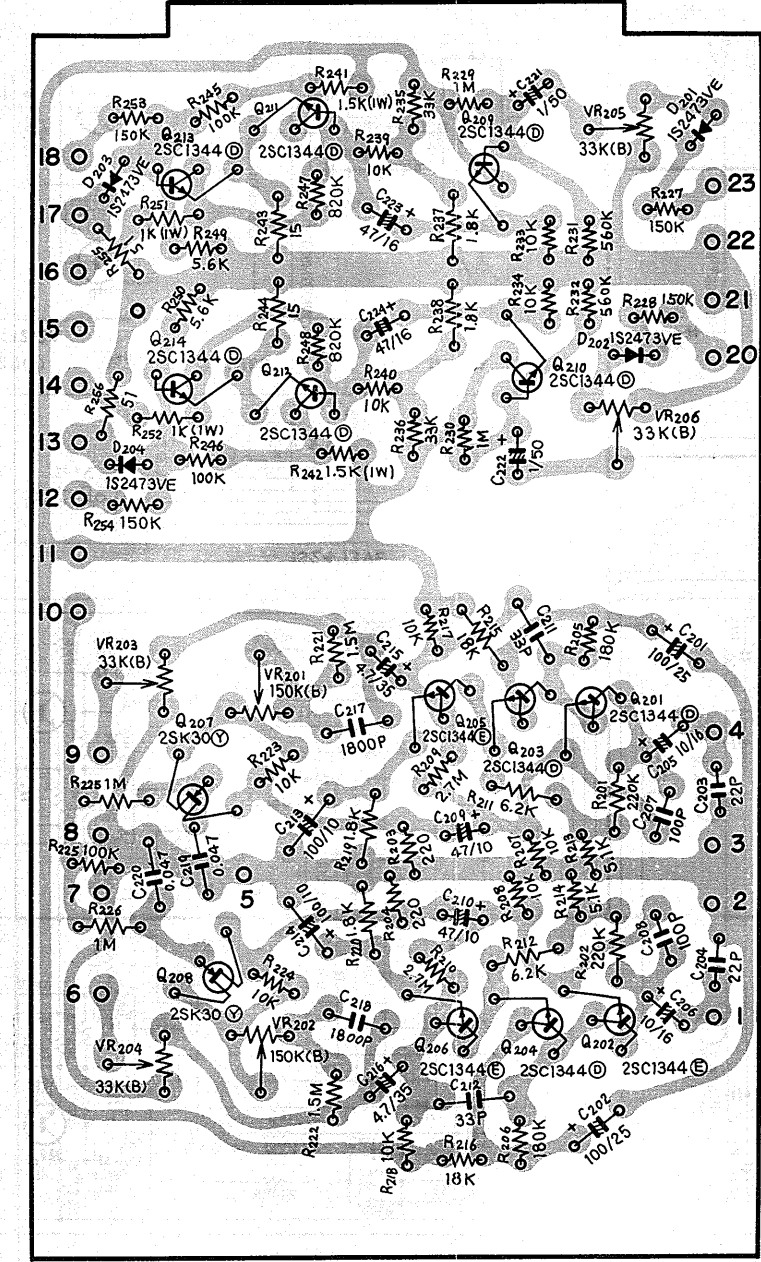 R241
1.5K(1W)
R229
1M
C221
+
1/50
D201
1S2473VE
R253
150K
R245
100K
Q211
2SC1344 D
R235
33K
Q209
2SC1344 D
VR205
33K(B)
Q213
2SC1344 D
R239
10K
18
D203
1S2473VE
R247
820K
R227
150K
23
R251
1K(1W)
17
R243
15
C223 +
47/16
R237
1.8K
R233
10K
R231
560K
R255
51
R249
5.6K
22
16
R250
5.6K
R244
15
C224 +
47/16
R238
1.8K
R234
10K
R232
560K
R228 150K
21
15
Q214
2SC1344 D
R248
820K
D202 1S2473VE
20
14
R256
51
Q212
2SC1344 D
R240
10K
Q210
2SC1344 D
R252
1K(1W)
VR206
33K(B)
13
D204
1S2473VE
R246
100K
R242 1.5K(1W)
R236
33K
R230
1M
C222 +
1/50
12
R254 150K
11
10
VR203
33K(B)
R221
1.5M
C215
+
4.7/35
R217
10K
R215
18K
C211
33P
R205
180K
C201
+
100/25
VR201
150K(B)
Q207
2SK30 Y
C217
1800P
Q205
2SC1344 E
Q203
2SC1344 D
Q201
2SC1344 D
4
9
R223
10K
R209
2.7M
C205 10/16
+
R225 1M
C213 +
100/10
R211 6.2K
R201
220K
C207
100P
C203
22P
8
R219 1.8K
R203
220
C209 +
47/10
R207
10K
R213
5.1K
3
R225 100K
C220
0.047
C219
0.047
7
5
R226
1M
C214
100/10
+
R220 1.8K
R204
220
C210 +
47/10
R208
10K
R214
5.1K
2
R212
6.2K
R202
220K
C208
100P
C204
22P
Q208
2SK30 Y
R224
10K
R210
2.7M
6
C218
1800P
C206
+
10/16
1
VR202
150K(B)
Q206
2SC1344 E
Q204
2SC1344 D
Q202
2SC1344 E
VR204
33K(B)
R222 1.5M
C216 +
4.7/35
C212
33P
C202
+
100/25
R218 10K
R216
18K
R206
180K